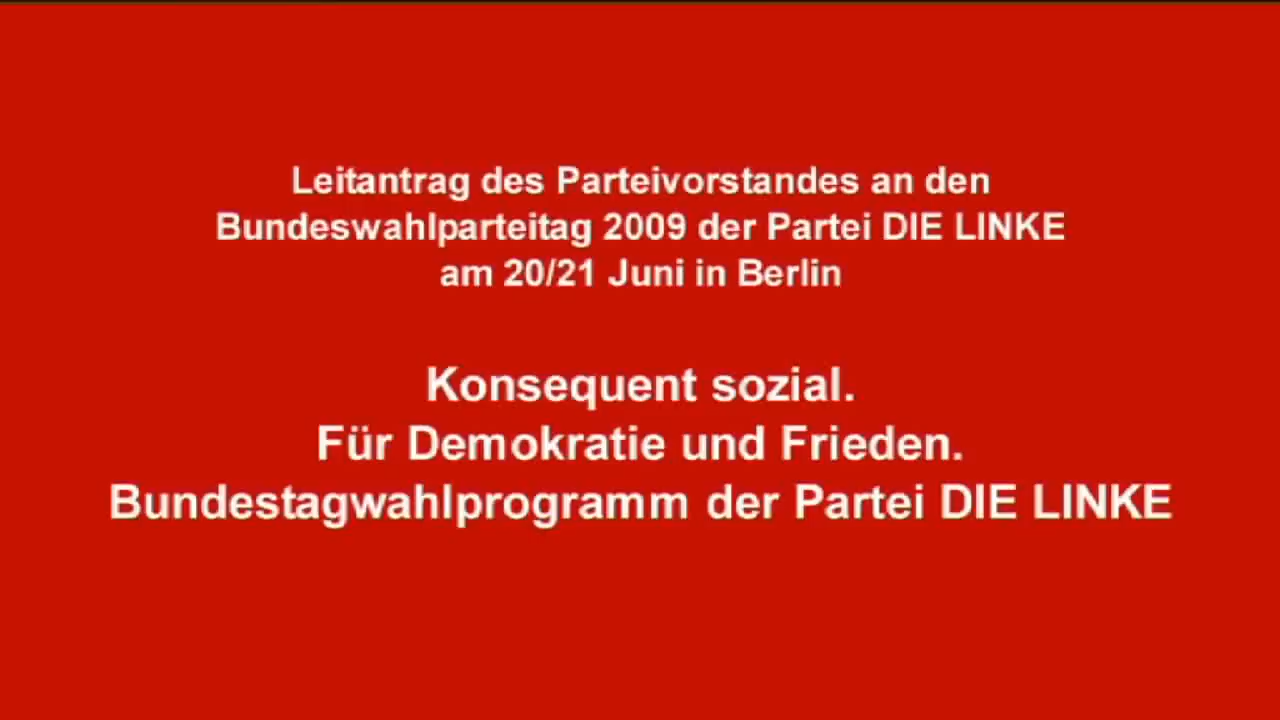 Leitantrag des Parteivorstandes an den
Bundeswahlparteitag 2009 der Partei DIE LINKE
am 20/21 Juni in Berlin
Konsequent sozial.
Für Demokratie und Frieden.
Bundestagwahlprogramm der Partei DIE LINKE